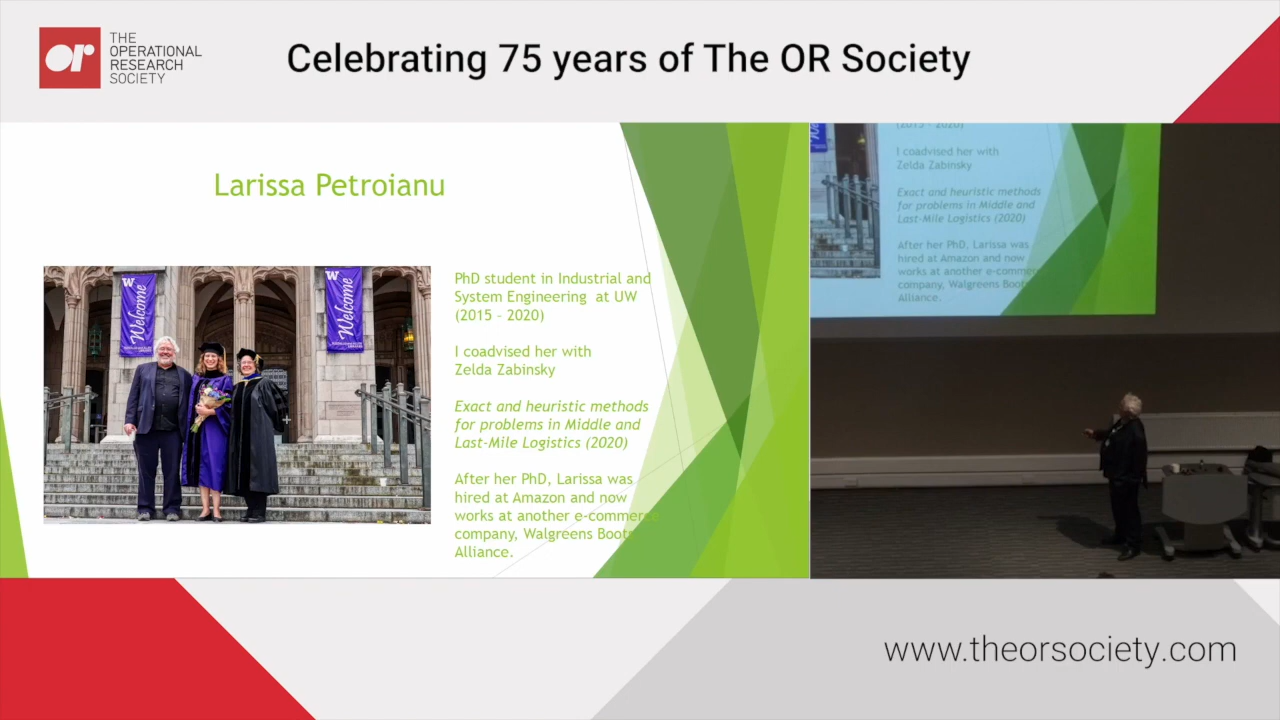 or
THE
OPERATIONAL
RESEARCH
SOCIETY
Celebrating 75 years of The OR Society
Larissa Petroianu
W
Welcome
W
Welcome
PhD student in Industrial and
System Engineering at UW
(2015 - 2020)
I coadvised her with
Zelda Zabinsky
Exact and heuristic methods
for problems in Middle and
Last-Mile Logistics (2020)
After her PhD, Larissa was
hired at Amazon and now
works at another e-commerce
company, Walgreens Boots
Alliance.
(2015 - 2020)
I coadvised her with
Zelda Zabinsky
Exact and heuristic methods
for problems in Middle and
Last-Mile Logistics (2020)
After her PhD, Larissa was
hired at Amazon and now
works at another e-commerce
company, Walgreens Boots
Alliance.
www.theorsociety.com